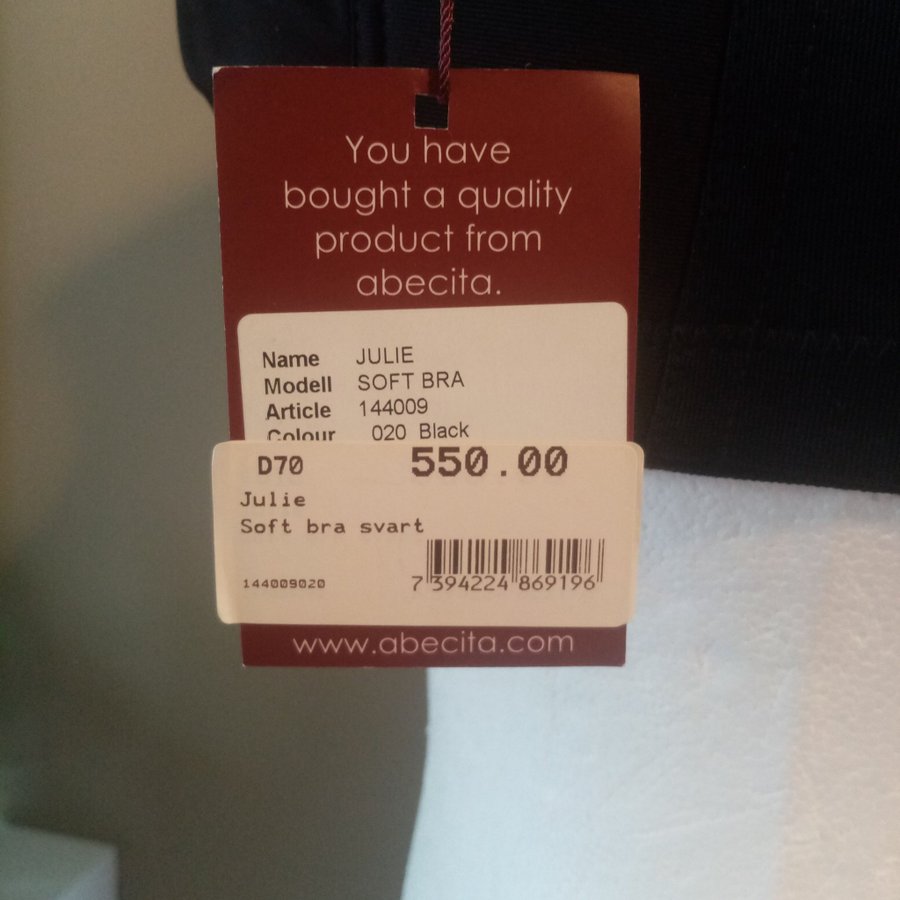 You have
bought a quality
product from
abecita.
Name JULIE
Modell SOFT BRA
Article 144009
Colour 020 Black
D70 550.00
Julie
Soft bra svart
144009020 7 394224 869196
www.abecita.com